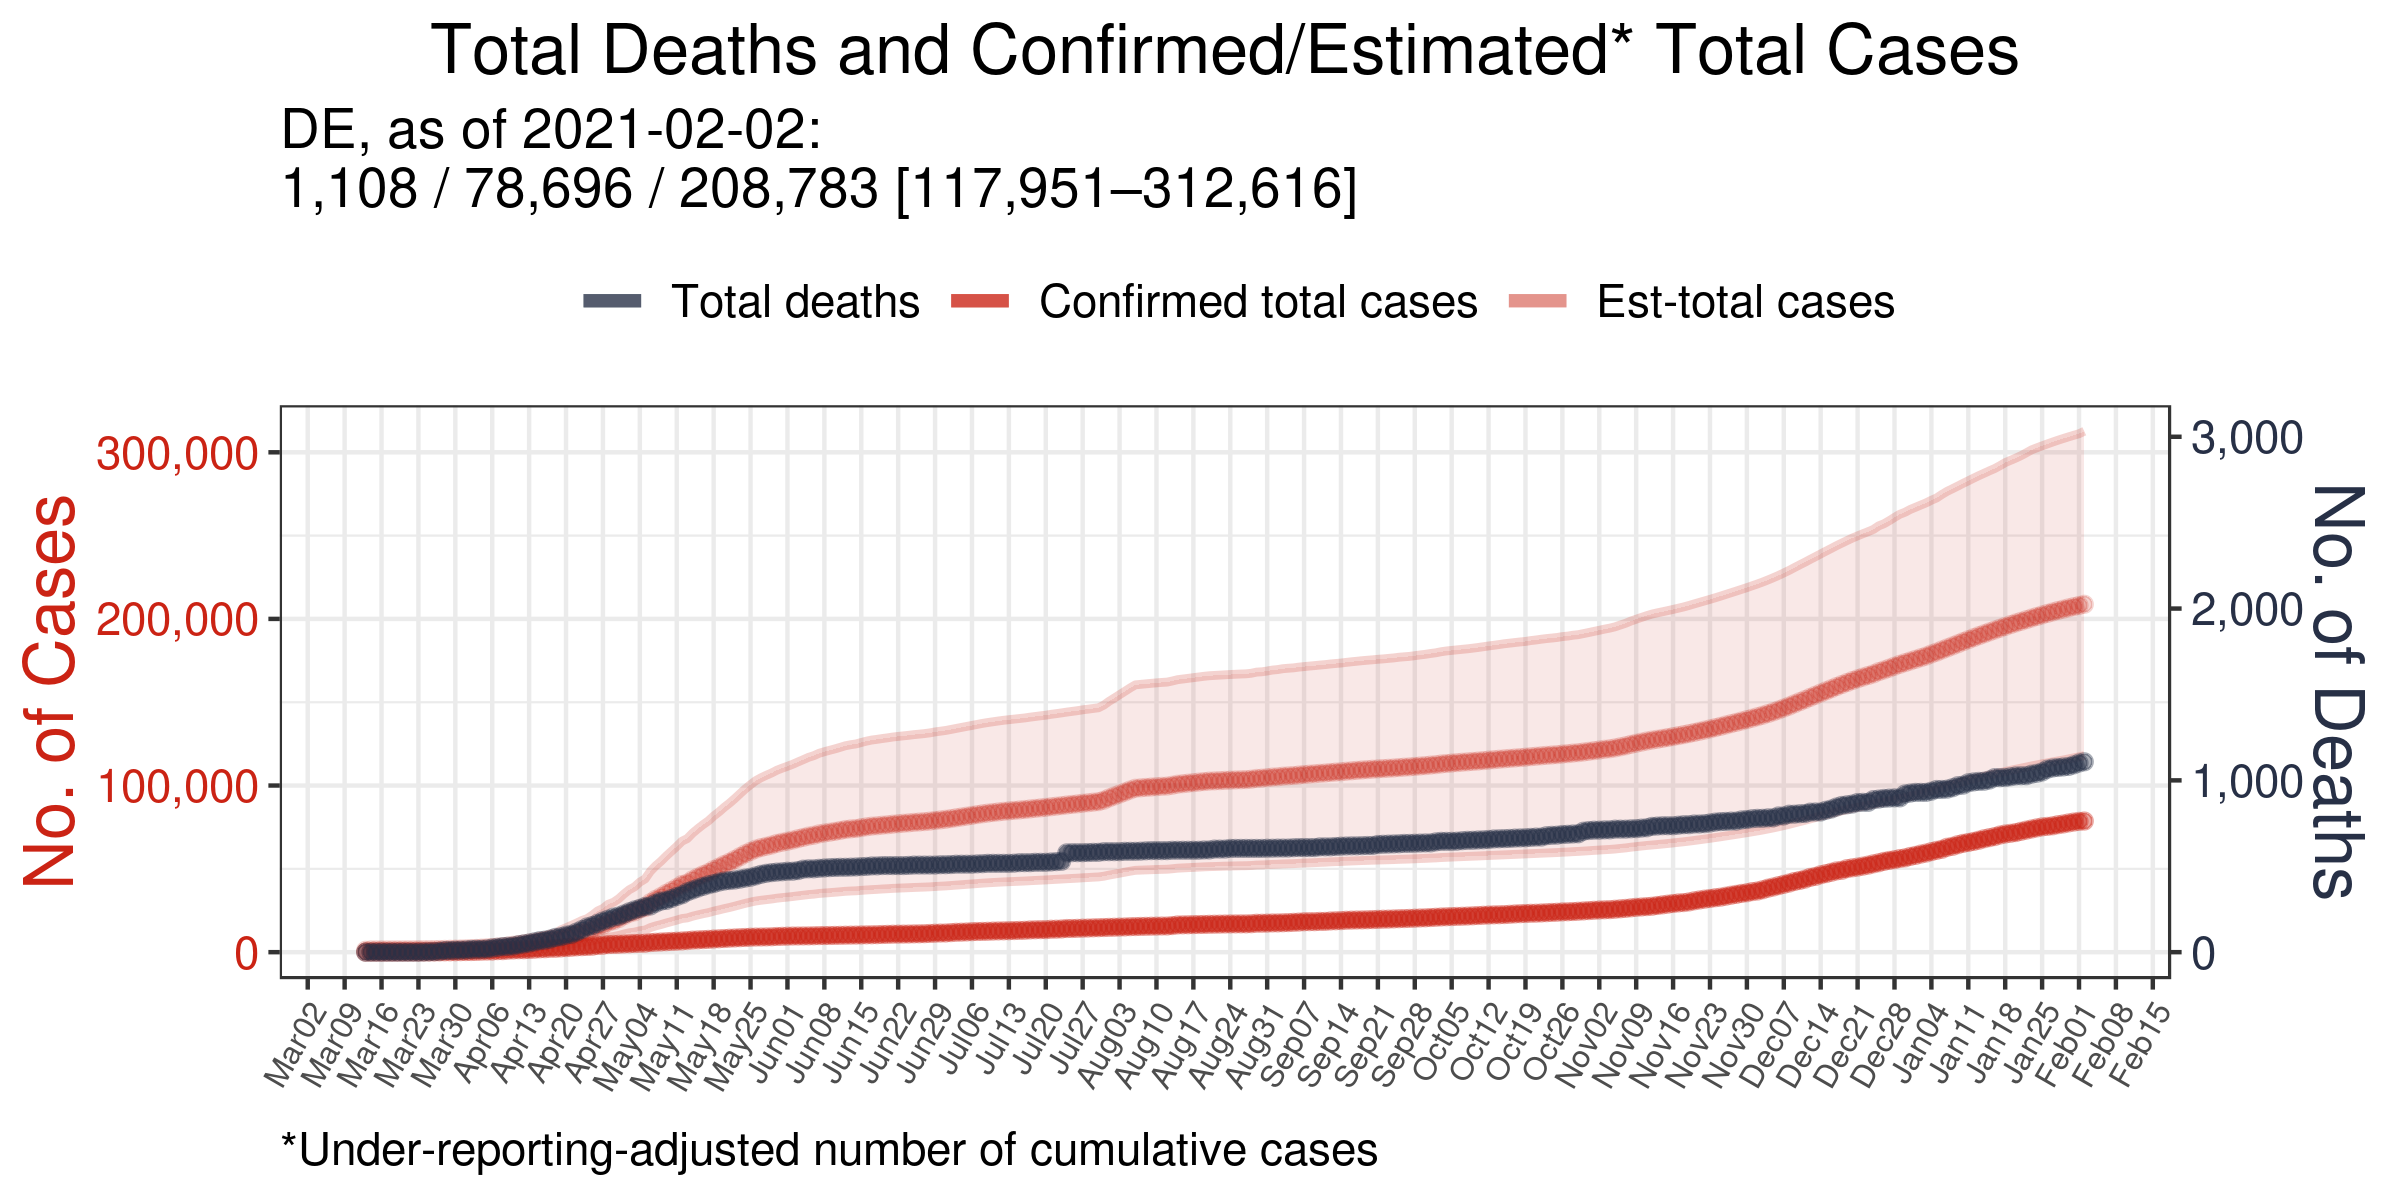 Total Deaths and Confirmed/Estimated* Total Cases
DE, as of 2021-02-02:
1,108 / 78,696 / 208,783 [117,951–312,616]
Total deaths Confirmed total cases Est-total cases
No. of Cases
300,000
200,000
100,000
0
3,000
2,000
1,000
0
No. of Deaths
Mar02 Mar09 Mar16 Mar23 Mar30 Apr06 Apr13 Apr20 Apr27 May04 May11 May18 May25 Jun01 Jun08 Jun15 Jun22 Jun29 Jul06 Jul13 Jul20 Jul27 Aug03 Aug10 Aug17 Aug24 Aug31 Sep07 Sep14 Sep21 Sep28 Oct05 Oct12 Oct19 Oct26 Nov02 Nov09 Nov16 Nov23 Nov30 Dec07 Dec14 Dec21 Dec28 Jan04 Jan11 Jan18 Jan25 Feb01 Feb08 Feb15
*Under-reporting-adjusted number of cumulative cases